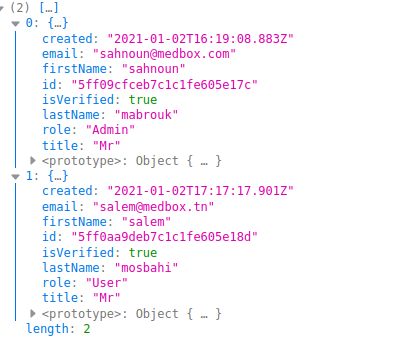 (2) […]
0: {…}
created: "2021-01-02T16:19:08.883Z"
email: "sahnoun@medbox.com"
firstName: "sahnoun"
id: "5ff09cfceb7c1c1fe605e17c"
isVerified: true
lastName: "mabrouk"
role: "Admin"
title: "Mr"
<prototype>: Object { … }
1: {…}
created: "2021-01-02T17:17:17.901Z"
email: "salem@medbox.tn"
firstName: "salem"
id: "5ff0aa9deb7c1c1fe605e18d"
isVerified: true
lastName: "mosbahi"
role: "User"
title: "Mr"
<prototype>: Object { … }
length: 2